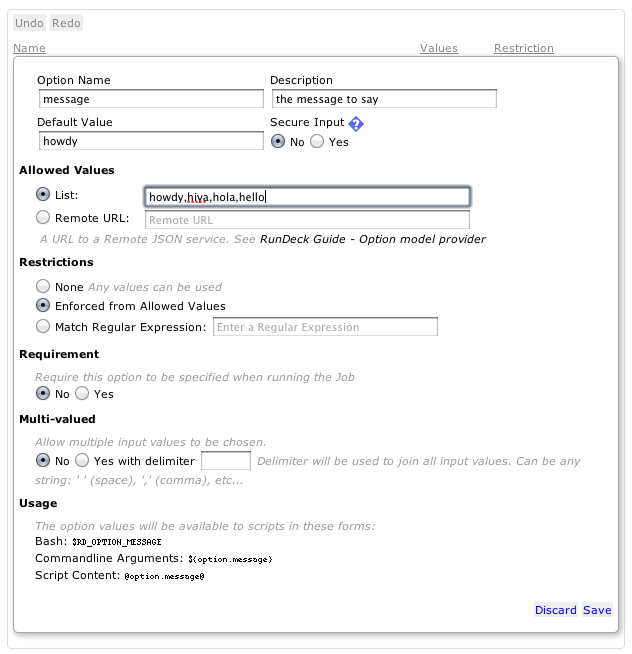 Undo Redo
Name Values Restriction
Option Name Description
message the message to say
Default Value Secure Input ?
howdy No Yes
Allowed Values
List: howdy,hiya,hola,hello
Remote URL: Remote URL
A URL to a Remote JSON service. See RunDeck Guide - Option model provider
Restrictions
None Any values can be used
Enforced from Allowed Values
Match Regular Expression: Enter a Regular Expression
Requirement
Require this option to be specified when running the Job
No Yes
Multi-valued
Allow multiple input values to be chosen.
No Yes with delimiter Delimiter will be used to join all input values. Can be any
string: ' ' (space), ',' (comma), etc...
Usage
The option values will be available to scripts in these forms:
Bash: $RD_OPTION_MESSAGE
Commandline Arguments: ${option.message}
Script Content: @option.message@
Discard Save